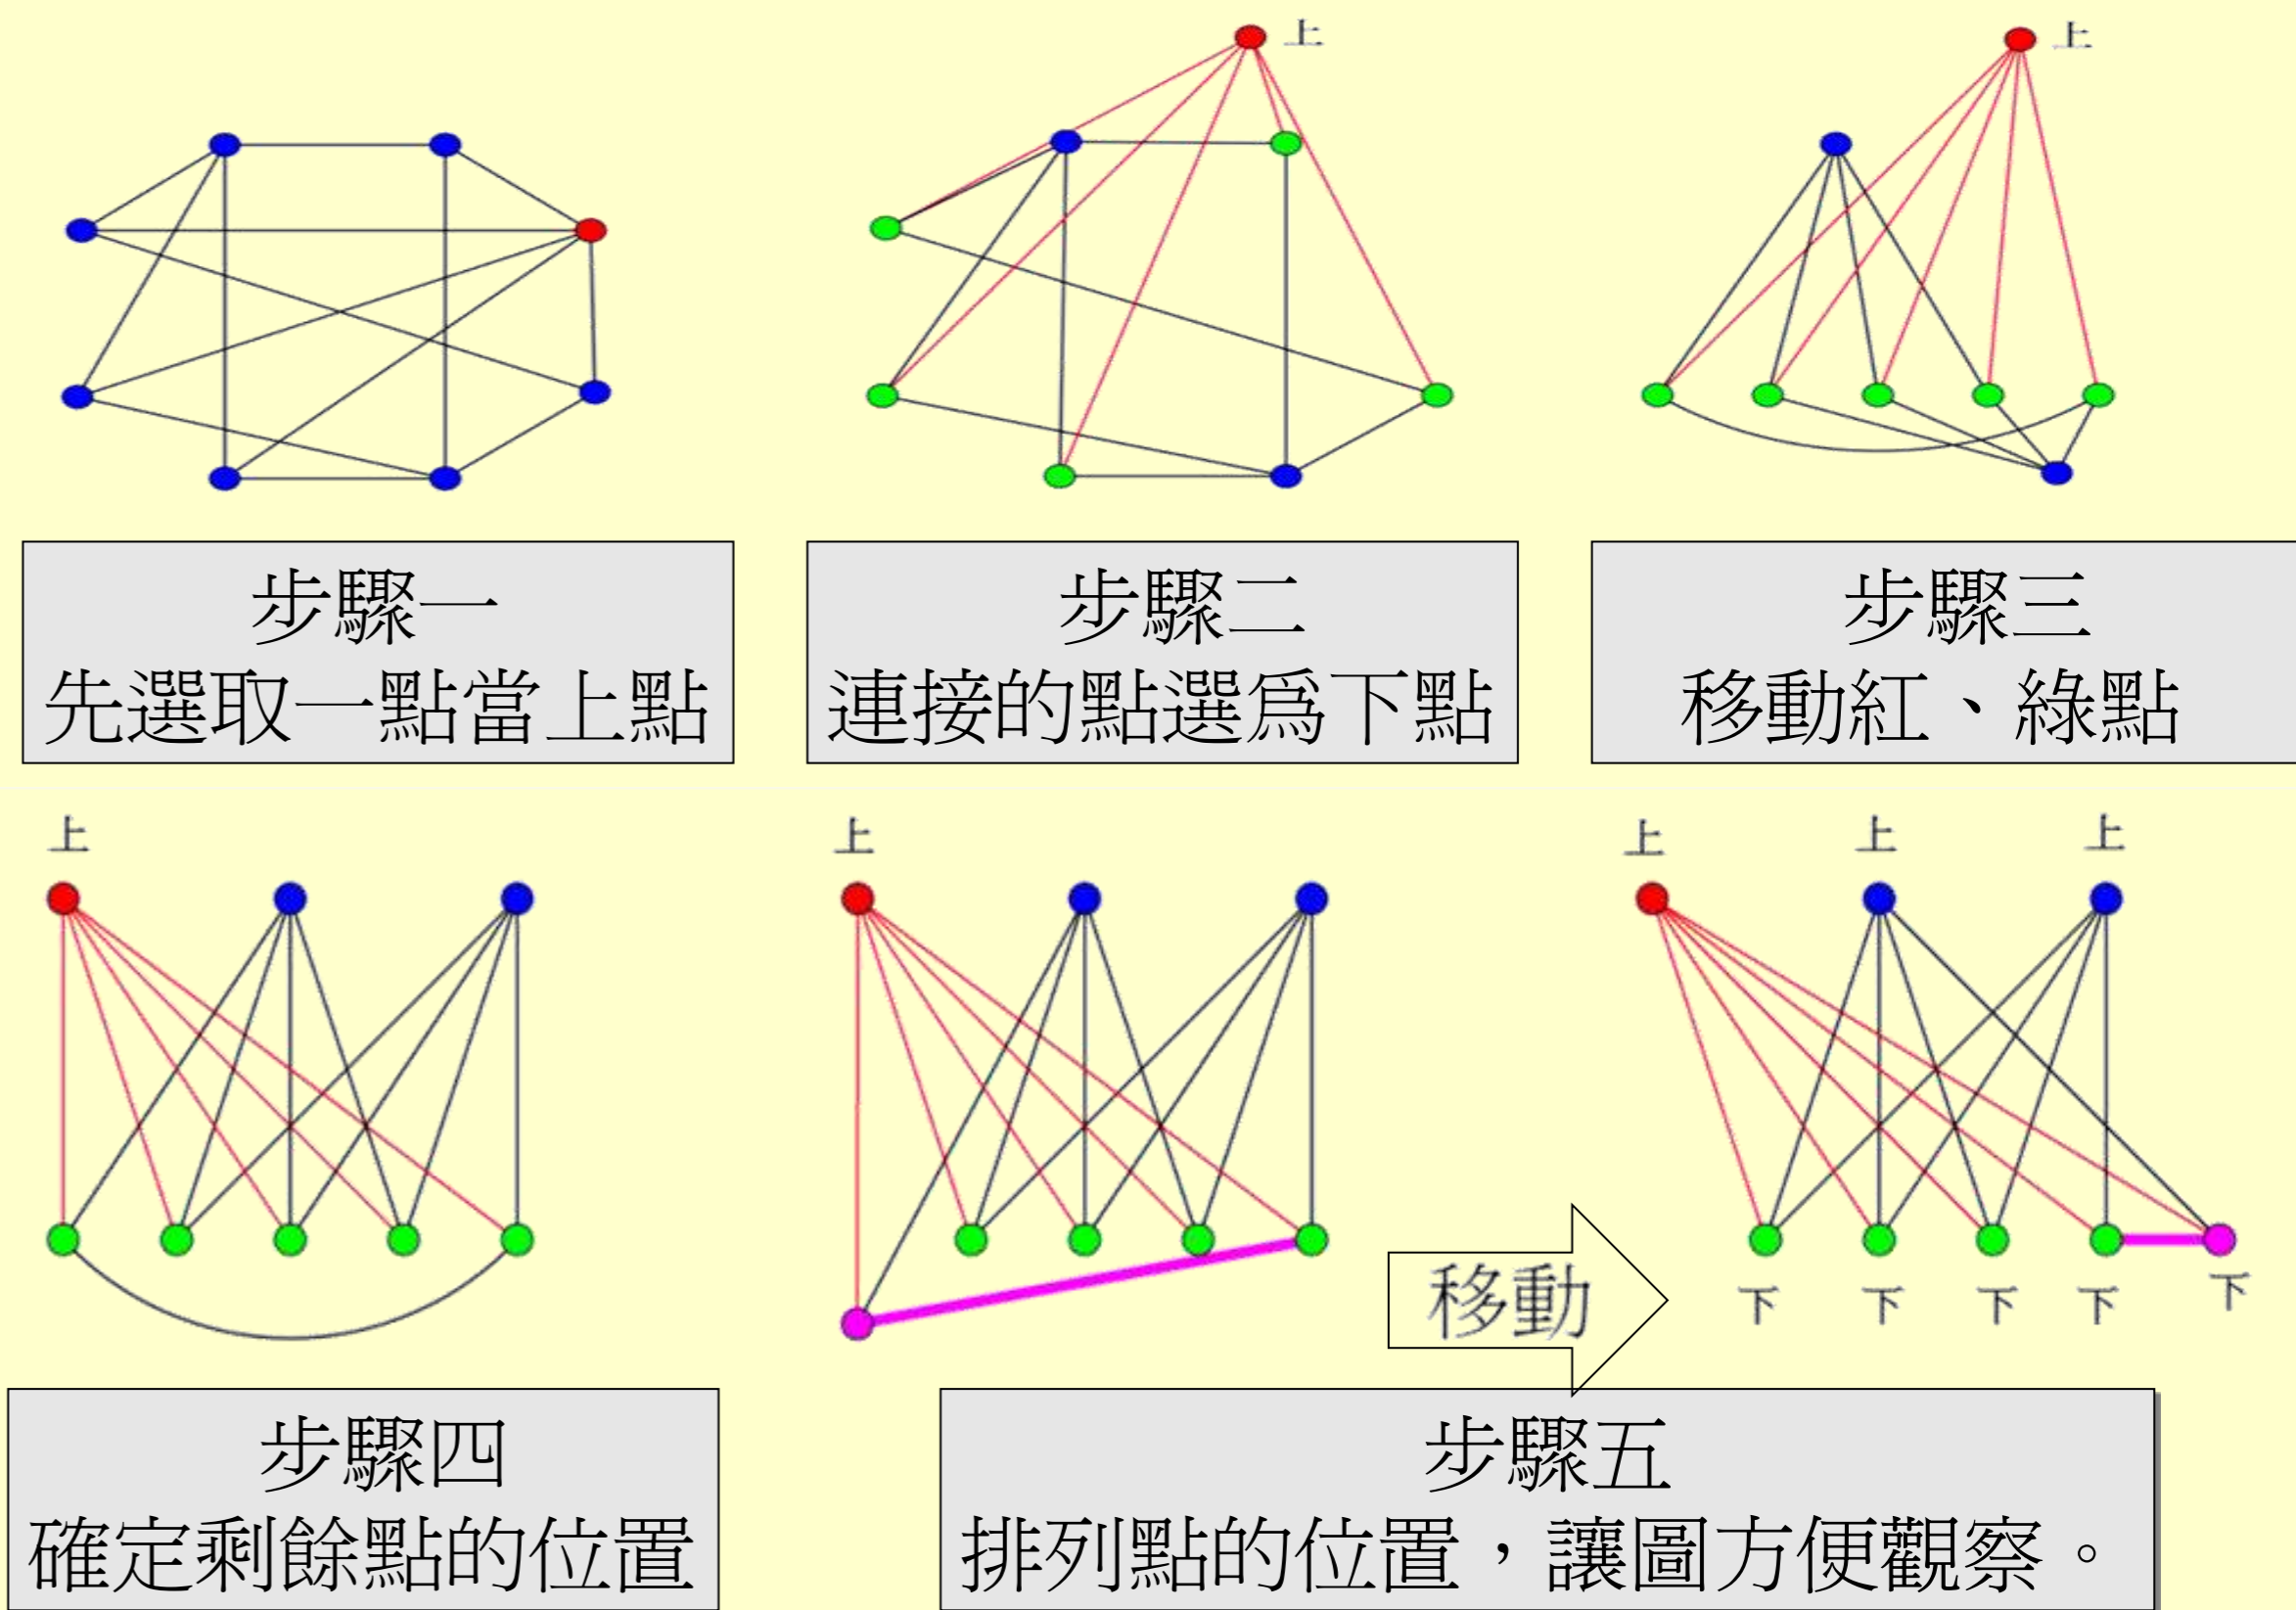 上
上
步驟一
先選取一點當上點
步驟二
連接的點選爲下點
步驟三
移動紅、綠點
上
上
上
上
上
移動
下
下
下
下
下
步驟四
確定剩餘點的位置
步驟五
排列點的位置，讓圖方便觀察。